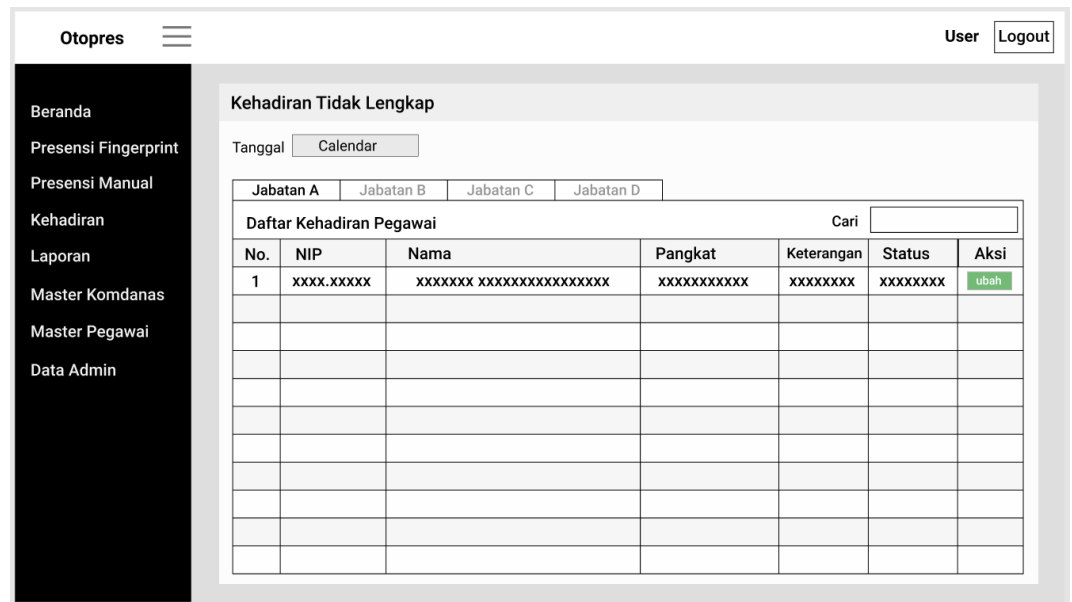 Otopres User Logout
Beranda
Presensi Fingerprint
Presensi Manual
Kehadiran
Laporan
Master Komdanas
Master Pegawai
Data Admin
Kehadiran Tidak Lengkap
Tanggal Calendar
Jabatan A Jabatan B Jabatan C Jabatan D
Daftar Kehadiran Pegawai Cari
No. NIP Nama Pangkat Keterangan Status Aksi
1 xxxx.xxxxx xxxxxxx xxxxxxxxxxxxxxxxx xxxxxxxxxxx xxxxxxxx xxxxxxxx ubah